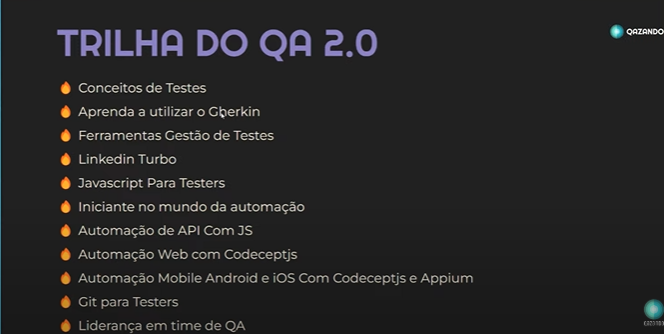 TRILHA DO QA 2.0
QAZANDO
Conceitos de Testes
Aprenda a utilizar o Gherkin
Ferramentas Gestão de Testes
Linkedin Turbo
Javascript Para Testers
Iniciante no mundo da automação
Automação de API Com JS
Automação Web com Codeceptjs
Automação Mobile Android e iOS Com Codeceptjs e Appium
Git para Testers
Liderança em time de QA